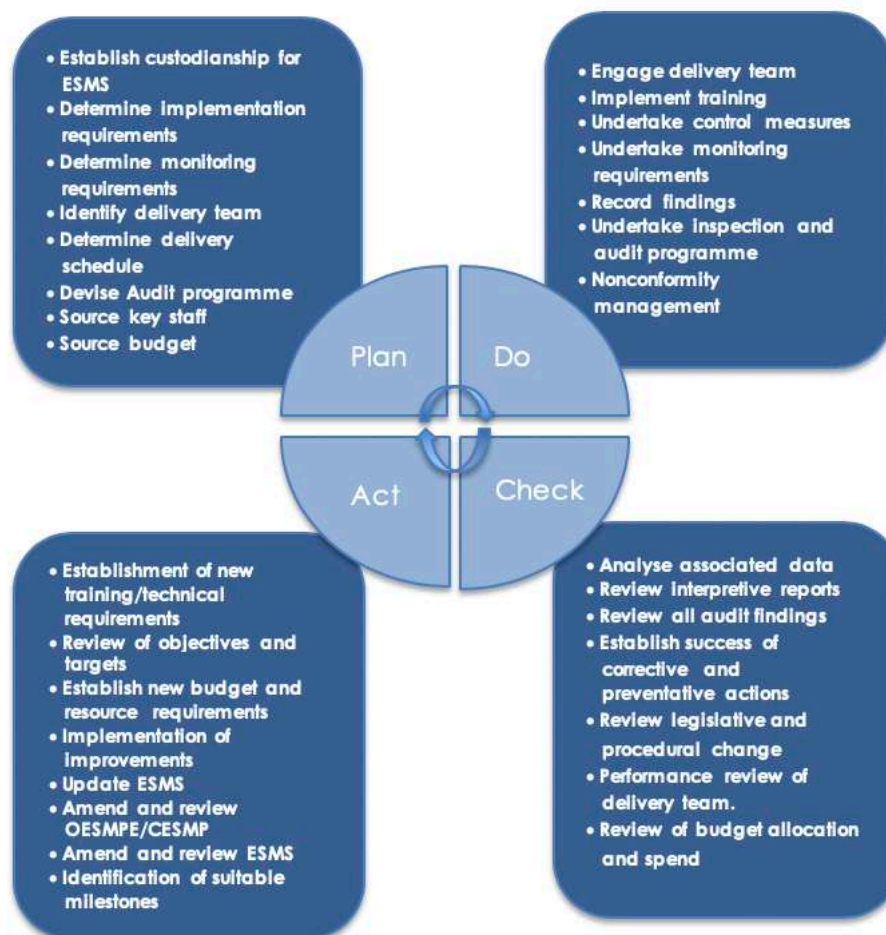 • Establish custodianship for
ESMS
• Determine implementation
requirements
• Determine monitoring
requirements
• Identify delivery team
• Determine delivery
schedule
• Devise Audit programme
• Source key staff
• Source budget
• Engage delivery team
• Implement training
• Undertake control measures
• Undertake monitoring
requirements
• Record findings
• Undertake inspection and
audit programme
• Nonconformity
management
Plan
Do
Act
Check
• Establishment of new
training/technical
requirements
• Review of objectives and
targets
• Establish new budget and
resource requirements
• Implementation of
improvements
• Update ESMS
• Amend and review
OESMPE/CESMP
• Amend and review ESMS
• Identification of suitable
milestones
• Analyse associated data
• Review interpretive reports
• Review all audit findings
• Establish success of
corrective and
preventative actions
• Review legislative and
procedural change
• Performance review of
delivery team.
• Review of budget allocation
and spend